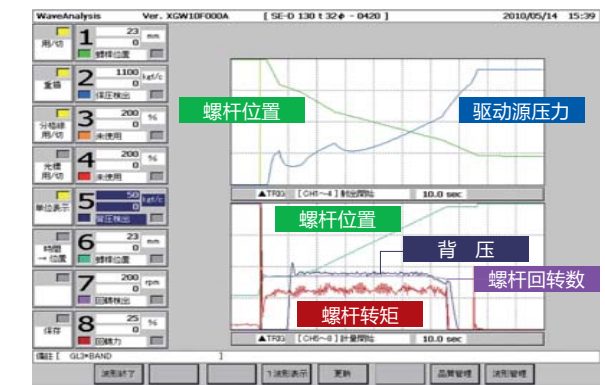 WaveAnalysis Ver. XGW10F000A [ SE-D 130 t 32φ - 0420 ] 2010/05/14 15:39
用/切 1 23 mm
0
螺桿位置
重描 2 1100 kgf/c
0
保圧検出
分格線
用/切
3 200 %
0
未使用
光標
用/切
4 200 %
0
未使用
単位表示 5 50 kgf/c
0
背圧検出
時間
→ 位置
6 23 mm
0
螺桿位置
7 200 rpm
0
回轉検出
保存 8 25 %
0
回轉力
螺杆位置
驱动源压力
▲TRIG [CH1~4] 射出開始 10.0 sec
螺杆位置
背 压
螺杆回转数
螺杆转矩
▲TRIG [CH5~8] 計量開始 10.0 sec
備註 [ GL3*BAND ]
波形終了 1波形表示 更新 品質管理 波形管理